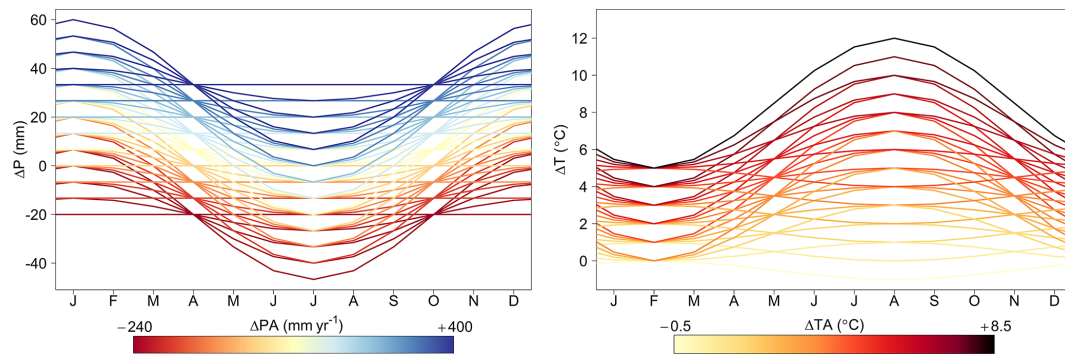 60
40
20
0
-20
-40
ΔP (mm)
J F M A M J J A S O N D
−240 ΔPA (mm yr⁻¹) +400
12
10
8
6
4
2
0
ΔT (°C)
J F M A M J J A S O N D
−0.5 ΔTA (°C) +8.5